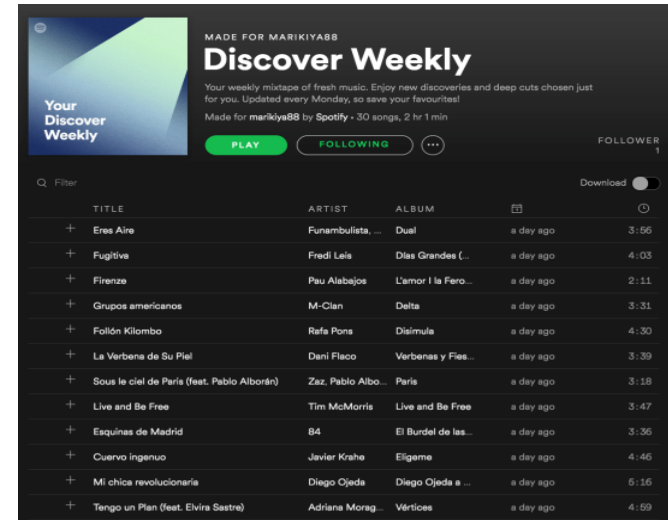 MADE FOR MARIKIYA88
Discover Weekly
Your weekly mixtape of fresh music. Enjoy new discoveries and deep cuts chosen just
for you. Updated every Monday, so save your favourites!
Made for marikiya88 by Spotify • 30 songs, 2 hr 1 min
Your
Discover
Weekly
PLAY FOLLOWING
FOLLOWER
1
Filter Download
TITLE ARTIST ALBUM
Eres Aire Funambulista, ... Dual a day ago 3:56
Fugitiva Fredi Leis Días Grandes (... a day ago 4:03
Firenze Pau Alabajos L'amor I la Fero... a day ago 2:11
Grupos americanos M-Clan Delta a day ago 3:31
Follón Kilombo Rafa Pons Disimula a day ago 4:30
La Verbena de Su Piel Dani Flaco Verbenas y Fies... a day ago 3:39
Sous le ciel de Paris (feat. Pablo Alborán) Zaz, Pablo Albo... Paris a day ago 3:18
Live and Be Free Tim McMorris Live and Be Free a day ago 3:47
Esquinas de Madrid 84 El Burdel de las... a day ago 3:36
Cuervo ingenuo Javier Krahe Elígeme a day ago 4:46
Mi chica revolucionaria Diego Ojeda Diego Ojeda a ... a day ago 5:16
Tengo un Plan (feat. Elvira Sastre) Adriana Morag... Vértices a day ago 4:59